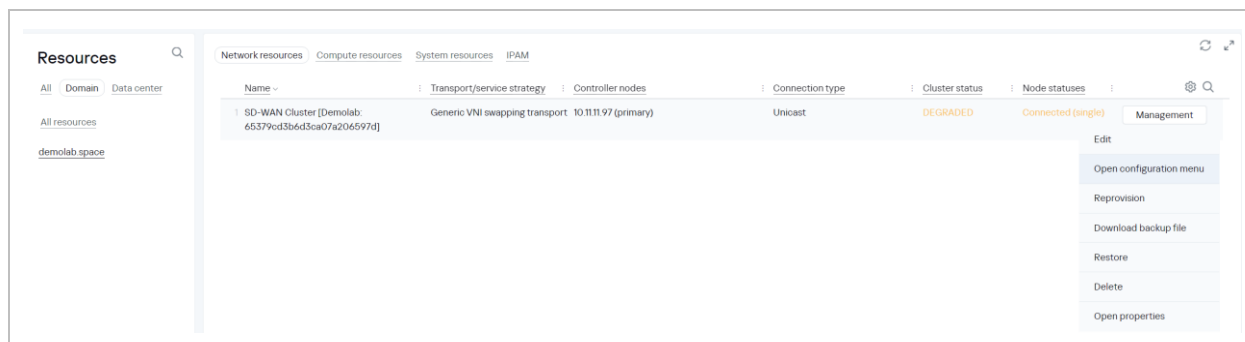 Resources
All Domain Data center
All resources
demolab.space
Network resources Compute resources System resources IPAM
Name Transport/service strategy Controller nodes Connection type Cluster status Node statuses
1 SD-WAN Cluster [Demolab: Generic VNI swapping transport 10.11.11.97 (primary) Unicast DEGRADED Connected (single) Management
65379cd3b6d3ca07a206597d]
Edit
Open configuration menu
Reprovision
Download backup file
Restore
Delete
Open properties